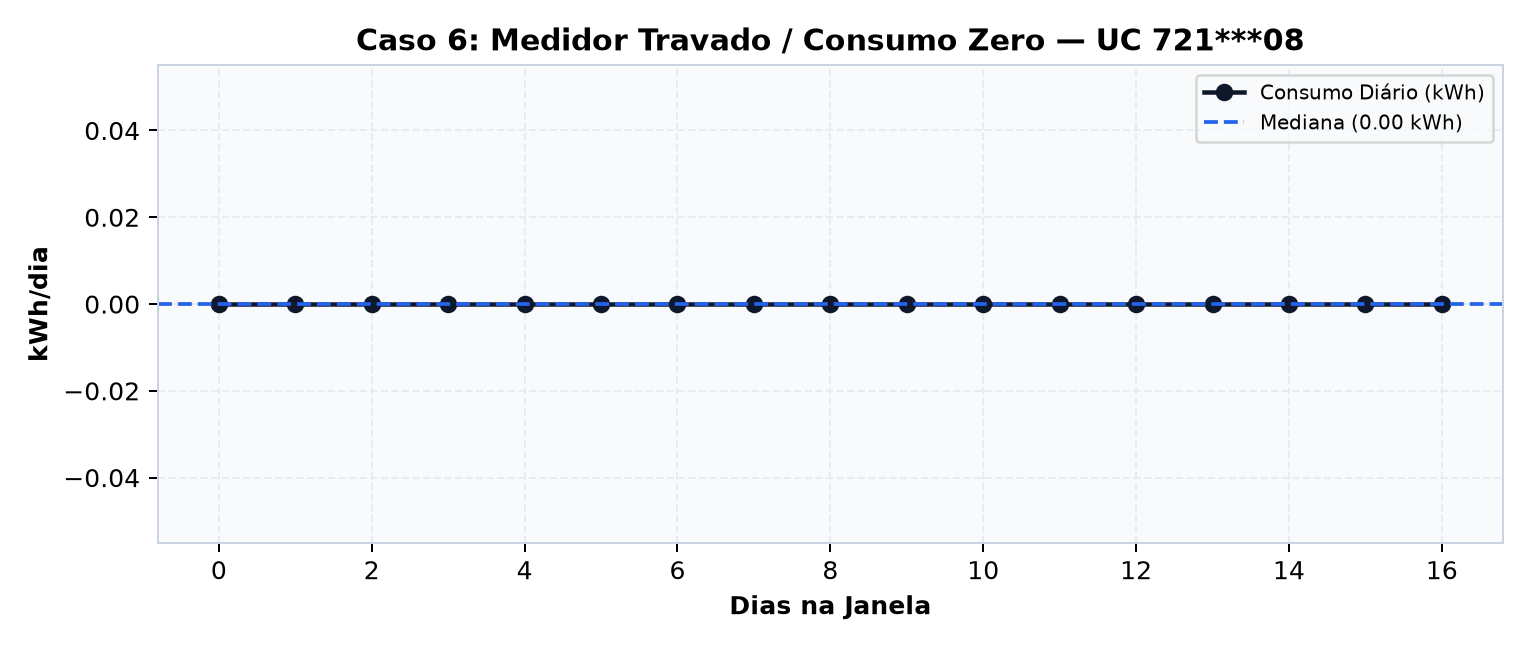 Caso 6: Medidor Travado / Consumo Zero — UC 721***08
Consumo Diário (kWh)
Mediana (0.00 kWh)
kWh/dia
0.04
0.02
0.00
−0.02
−0.04
0 2 4 6 8 10 12 14 16
Dias na Janela